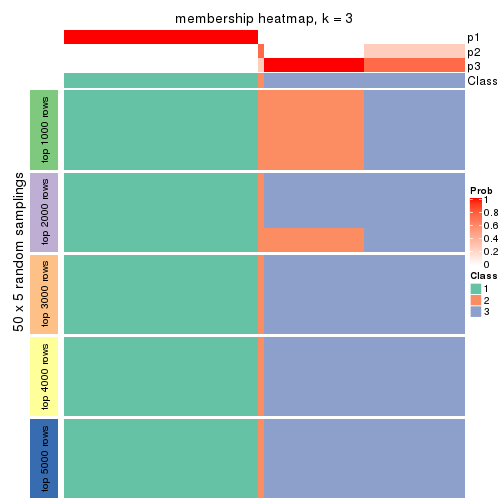 membership heatmap, k = 3
p1
p2
p3
Class
50 x 5 random samplings
top 1000 rows
top 2000 rows
top 3000 rows
top 4000 rows
top 5000 rows
Prob
1
0.8
0.6
0.4
0.2
0
Class
1
2
3